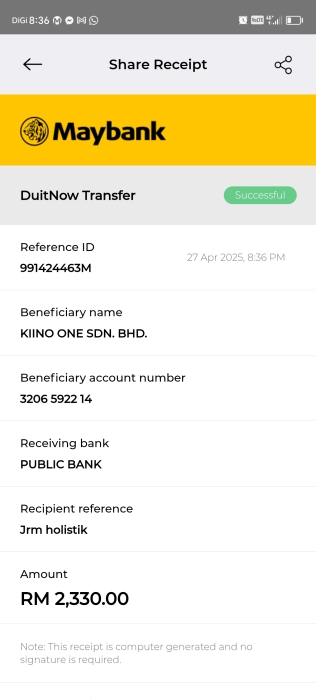 DiGi 8:36
Share Receipt
Maybank
DuitNow Transfer
Successful
Reference ID
991424463M
27 Apr 2025, 8:36 PM
Beneficiary name
KIINO ONE SDN. BHD.
Beneficiary account number
3206 5922 14
Receiving bank
PUBLIC BANK
Recipient reference
Jrm holistik
Amount
RM 2,330.00
Note: This receipt is computer generated and no
signature is required.